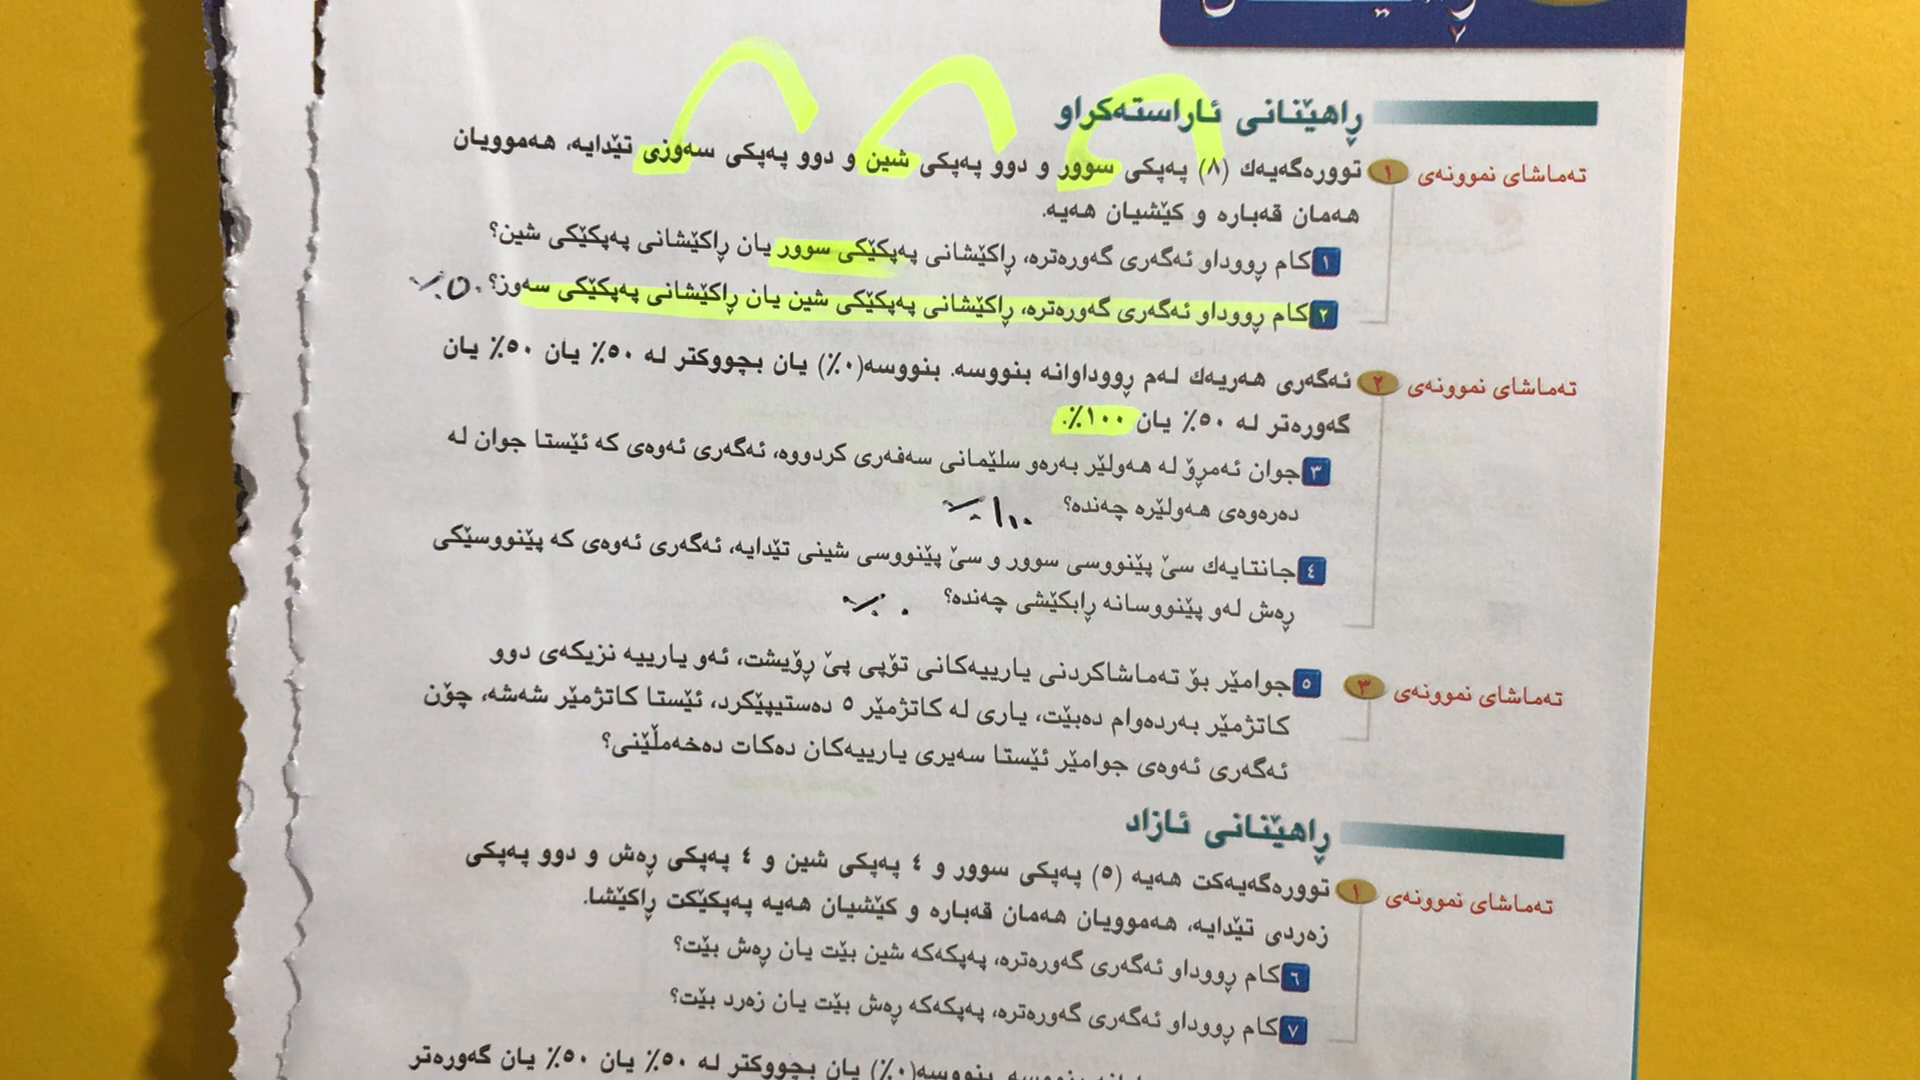 ڕاهێنانی ئاراستەکراو
تەماشای نموونەی ١ توورەگەیەك (٨) پەپکی سوور و دوو پەپکی شین و دوو پەپکی سەوزی تێدایە، هەموویان
هەمان قەبارە و کێشیان هەیە.
١ کام ڕووداو ئەگەری گەورەترە، ڕاکێشانی پەپکێکی سوور یان ڕاکێشانی پەپکێکی شین؟
٢ کام ڕووداو ئەگەری گەورەترە، ڕاکێشانی پەپکێکی شین یان ڕاکێشانی پەپکێکی سەوز؟ ٥٠٪
تەماشای نموونەی ٢ ئەگەری هەریەك لەم ڕووداوانە بنووسە. بنووسە(٠٪) یان بچووکتر لە ٥٠٪ یان ٥٠٪ یان
گەورەتر لە ٥٠٪ یان ١٠٠٪.
٣ جوان ئەمڕۆ لە هەولێر بەرەو سلێمانی سەفەری کردووە، ئەگەری ئەوەی کە ئێستا جوان لە
دەرەوەی هەولێرە چەندە؟ ١٠٠٪
٤ جانتایەك سێ پێنووسی سوور و سێ پێنووسی شینی تێدایە، ئەگەری ئەوەی کە پێنووسێکی
ڕەش لەو پێنووسانە ڕابکێشی چەندە؟ ٠٪
تەماشای نموونەی ٣ ٥ جوامێر بۆ تەماشاکردنی یارییەکانی تۆپی پێ ڕۆیشت، ئەو یارییە نزیکەی دوو
کاتژمێر بەردەوام دەبێت، یاری لە کاتژمێر ٥ دەستیپێکرد، ئێستا کاتژمێر شەشە، چۆن
ئەگەری ئەوەی جوامێر ئێستا سەیری یارییەکان دەکات دەخەمڵێنی؟
ڕاهێنانی ئازاد
تەماشای نموونەی ١ توورەگەیەکت هەیە (٥) پەپکی سوور و ٤ پەپکی شین و ٤ پەپکی ڕەش و دوو پەپکی
زەردی تێدایە، هەموویان هەمان قەبارە و کێشیان هەیە پەپکێکت ڕاکێشا.
٦ کام ڕووداو ئەگەری گەورەترە، پەپکەکە شین بێت یان ڕەش بێت؟
٧ کام ڕووداو ئەگەری گەورەترە، پەپکەکە ڕەش بێت یان زەرد بێت؟
بنووسە(٠٪) یان بچووکتر لە ٥٠٪ یان ٥٠٪ یان گەورەتر